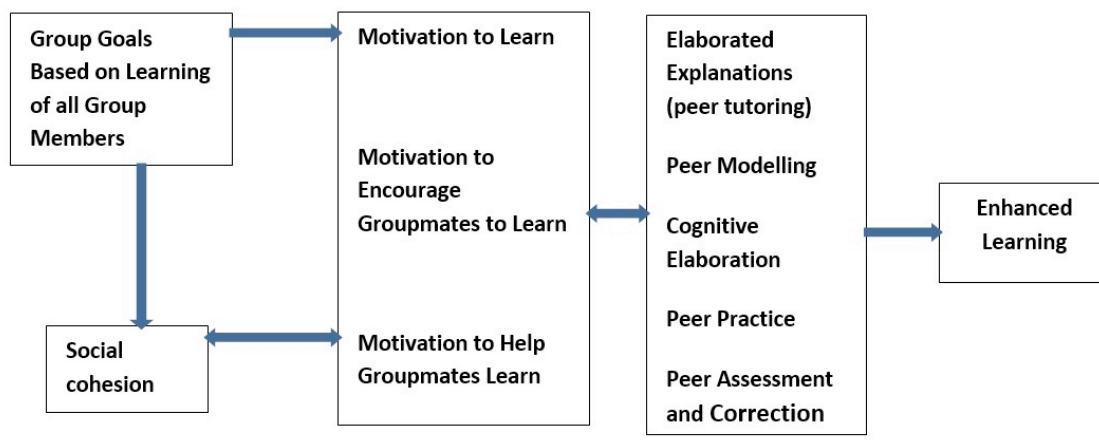 Group Goals
Based on Learning
of all Group
Members
Social
cohesion
Motivation to Learn
Motivation to
Encourage
Groupmates to Learn
Motivation to Help
Groupmates Learn
Elaborated
Explanations
(peer tutoring)
Peer Modelling
Cognitive
Elaboration
Peer Practice
Peer Assessment
and Correction
Enhanced
Learning